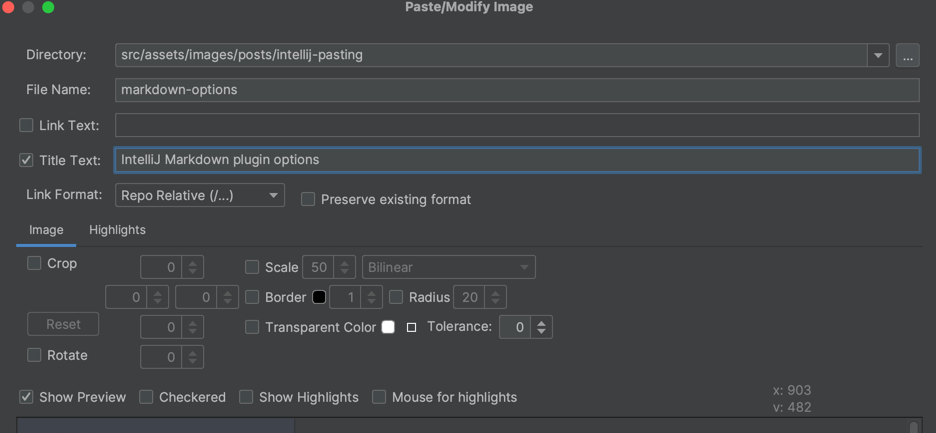 Paste/Modify Image
Directory: src/assets/images/posts/intellij-pasting ...
File Name: markdown-options
Link Text:
Title Text: IntelliJ Markdown plugin options
Link Format: Repo Relative (/...) Preserve existing format
Image Highlights
Crop 0 Scale 50 Bilinear
0 0 Border 1 Radius 20
Reset 0 Transparent Color Tolerance: 0
Rotate 0
Show Preview Checkered Show Highlights Mouse for highlights x: 903
v: 482